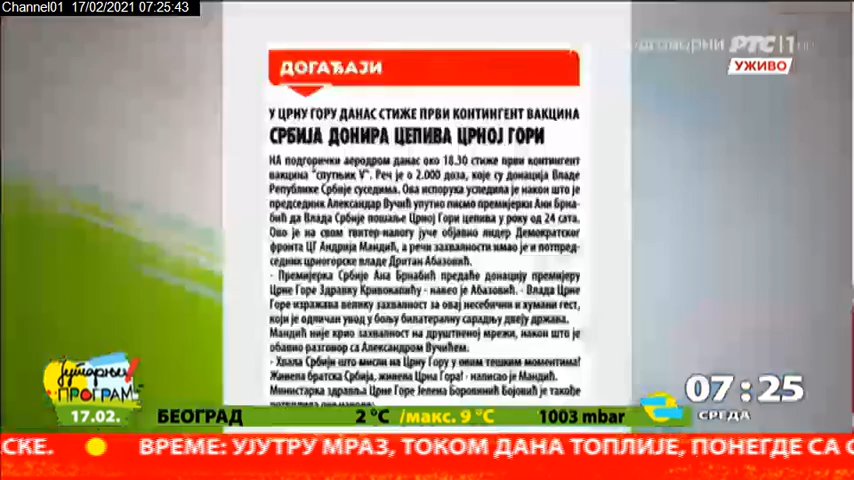 Channel01 17/02/2021 07:25:43
РТС 1
УЖИВО
ДОГАЂАЈИ
У ЦРНУ ГОРУ ДАНАС СТИЖЕ ПРВИ КОНТИНГЕНТ ВАКЦИНА
СРБИЈА ДОНИРА ЦЕПИВА ЦРНОЈ ГОРИ
НА подгорички аеродром данас око 18.30 стиже први контингент
вакцина "спутњик V". Реч је о 2.000 доза, које су донација Владе
Републике Србије суседима. Ова испорука уследила је након што је
председник Александар Вучић упутио писмо премијерки Ани Брна-
бић да Влада Србије пошаље Црној Гори цепива у року од 24 сата.
Ово је на свом твитер-налогу јуче објавио лидер Демократског
фронта ЦГ Андрија Мандић, а речи захвалности имао је и потпред-
седник црногорске владе Дритан Абазовић.
- Премијерка Србије Ана Брнабић предаће донацију премијеру
Црне Горе Здравку Кривокапићу - навео је Абазовић. - Влада Црне
Горе изражава велику захвалност за овај несебични и хумани гест,
који је одличан увод у бољу билатералну сарадњу двеју држава.
Мандић није крио захвалност на друштвеној мрежи, након што је
обавио разговор са Александром Вучићем.
- Хвала Србији што мисли на Црну Гору у овим тешким моментима!
Живела братска Србија, живела Црна Гора! - написао је Мандић.
Министарка здравља Црне Горе Јелена Боровинић Бојовић је такође
Јутарњи
ПРОГРАМ
17.02.
БЕОГРАД 2 °C /макс. 9 °C 1003 mbar
07:25
СРЕДА
СКЕ. ВРЕМЕ: УЈУТРУ МРАЗ, ТОКОМ ДАНА ТОПЛИЈЕ, ПОНЕГДЕ СА С